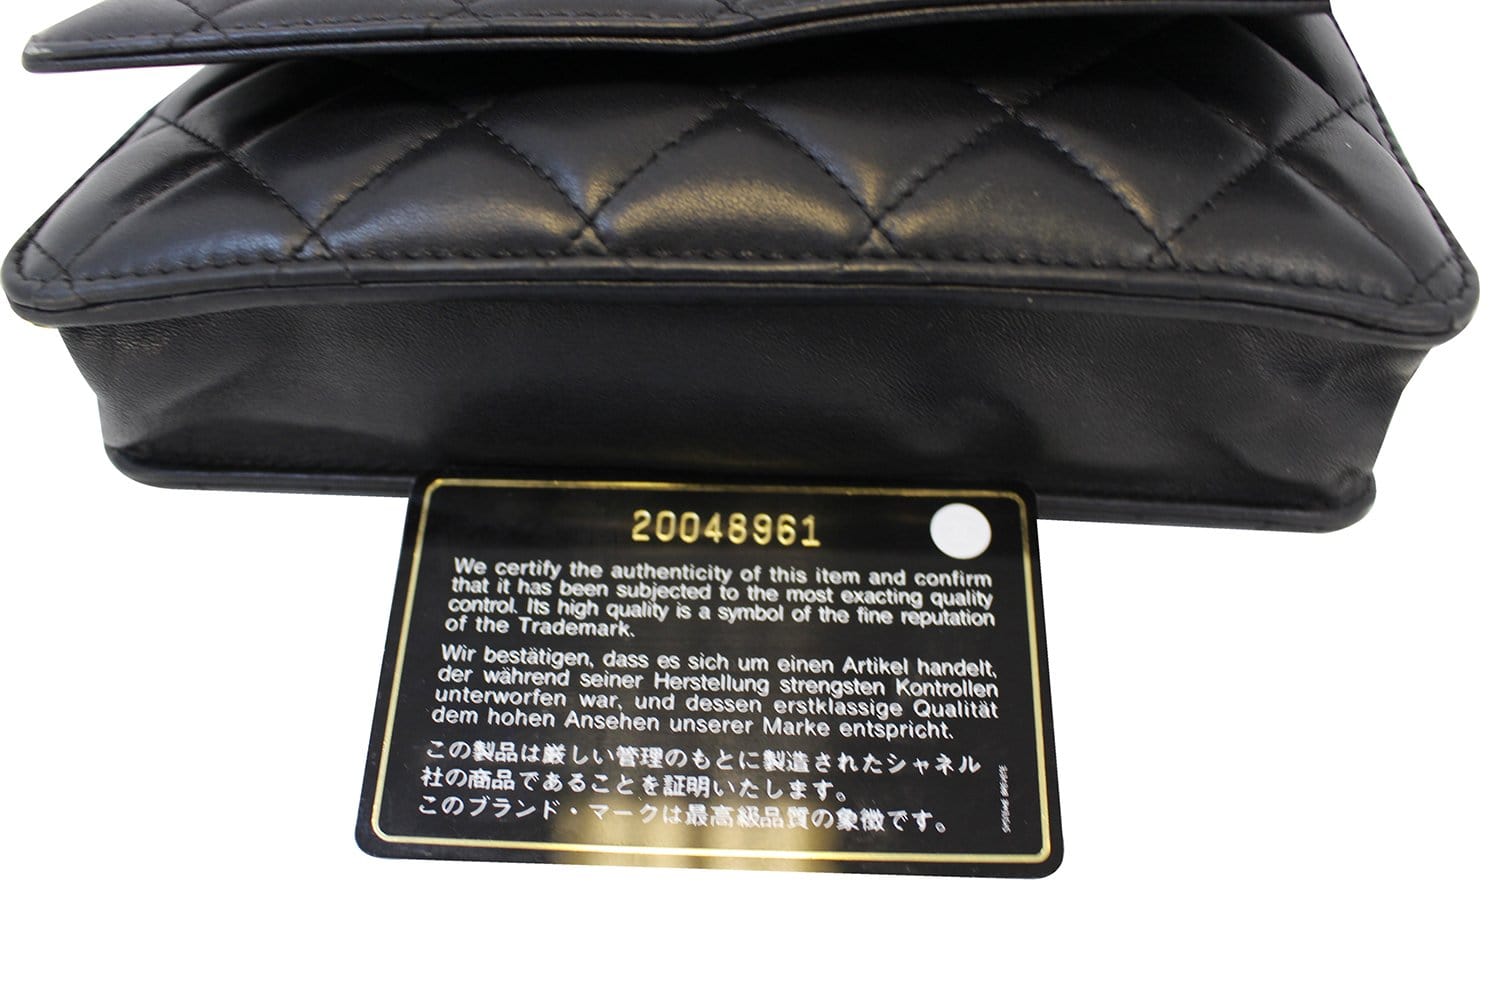 20048961
We certify the authenticity of this item and confirm
that it has been subjected to the most exacting quality
control. Its high quality is a symbol of the fine reputation
of the Trademark.
Wir bestätigen, dass es sich um einen Artikel handelt,
der während seiner Herstellung strengsten Kontrollen
unterworfen war, und dessen erstklassige Qualität
dem hohen Ansehen unserer Marke entspricht.
この製品は厳しい管理のもとに製造されたシャネル
社の商品であることを証明いたします。
このブランド・マークは最高級品質の象徴です。